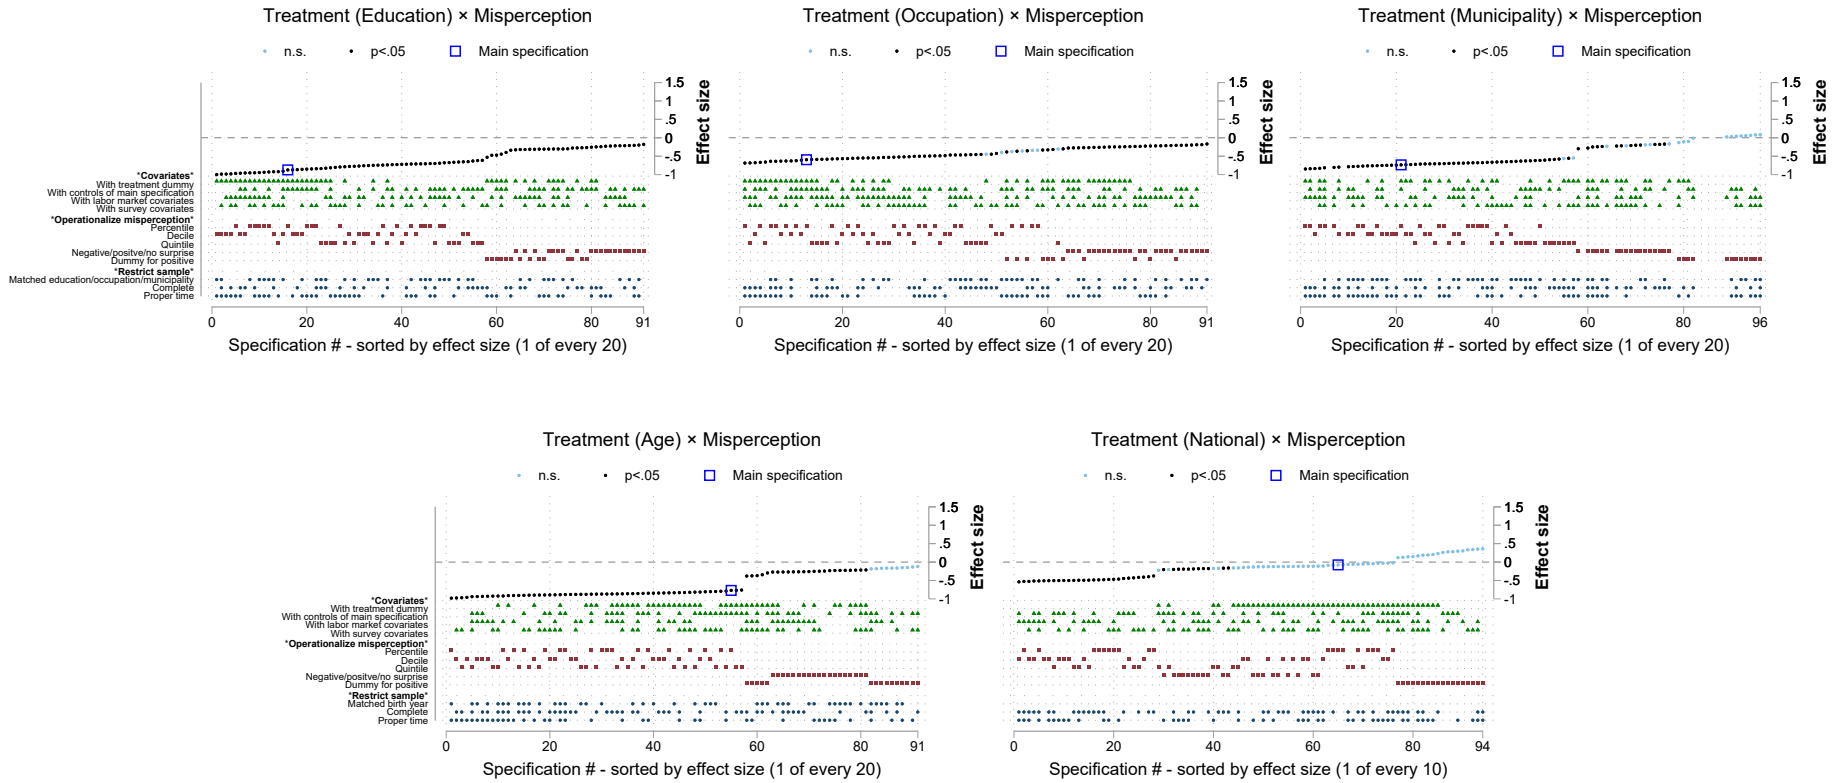 Treatment (Education) × Misperception
n.s. p<.05 Main specification
1.5
1
.5
0
-.5
-1
Effect size
*Covariates*
With treatment dummy
With controls of main specification
With labor market covariates
With survey covariates
*Operationalize misperception*
Percentile
Decile
Quintile
Negative/positve/no surprise
Dummy for positive
*Restrict sample*
Matched education/occupation/municipality
Complete
Proper time
0 20 40 60 80 91
Specification # - sorted by effect size (1 of every 20)
Treatment (Occupation) × Misperception
n.s. p<.05 Main specification
1.5
1
.5
0
-.5
-1
Effect size
0 20 40 60 80 91
Specification # - sorted by effect size (1 of every 20)
Treatment (Municipality) × Misperception
n.s. p<.05 Main specification
1.5
1
.5
0
-.5
-1
Effect size
0 20 40 60 80 96
Specification # - sorted by effect size (1 of every 20)
Treatment (Age) × Misperception
n.s. p<.05 Main specification
1.5
1
.5
0
-.5
-1
Effect size
*Covariates*
With treatment dummy
With controls of main specification
With labor market covariates
With survey covariates
*Operationalize misperception*
Percentile
Decile
Quintile
Negative/positve/no surprise
Dummy for positive
*Restrict sample*
Matched birth year
Complete
Proper time
0 20 40 60 80 91
Specification # - sorted by effect size (1 of every 20)
Treatment (National) × Misperception
n.s. p<.05 Main specification
1.5
1
.5
0
-.5
-1
Effect size
0 20 40 60 80 94
Specification # - sorted by effect size (1 of every 10)